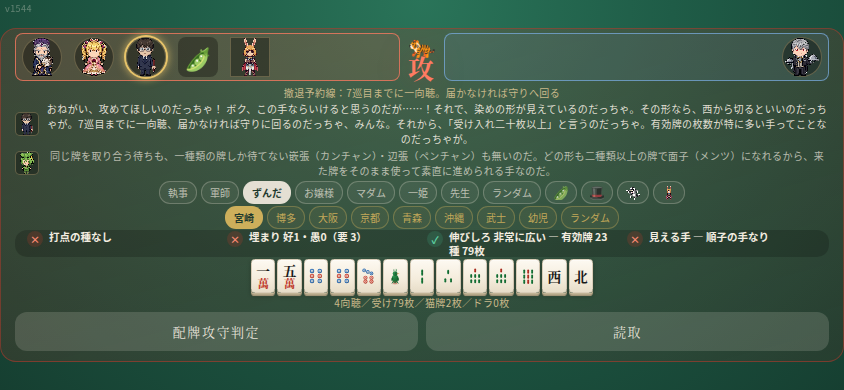 v1544
攻
撤退予約線：7巡目までに一向聴。届かなければ守りへ回る
おねがい、攻めてほしいのだっちゃ！ ボク、この手ならいけると思うのだが……！それで、染めの形が見えているのだっちゃ。その形なら、西から切るといいのだっち
ゃが。7巡目までに一向聴、届かなければ守りに回るのだっちゃ、みんな。それから、「受け入れ二十枚以上」と言うのだっちゃ。有効牌の枚数が特に多い手ってことな
のだっちゃが。
同じ牌を取り合う待ちも、一種類の牌しか待てない嵌張（カンチャン）・辺張（ペンチャン）も無いのだ。どの形も二種類以上の牌で面子（メンツ）になれるから、来
た牌をそのまま使って素直に進められる手なのだ。
執事 軍師 ずんだ お嬢様 マダム 一姫 先生 ランダム
宮崎 博多 大阪 京都 青森 沖縄 武士 幼児 ランダム
打点の種なし 埋まり 好1・愚0（要 3） 伸びしろ 非常に広い — 有効牌 23 見える手 — 順子の手なり
種 79枚
一萬 五萬 西 北
4向聴／受け79枚／猫牌2枚／ドラ0枚
配牌攻守判定 読取